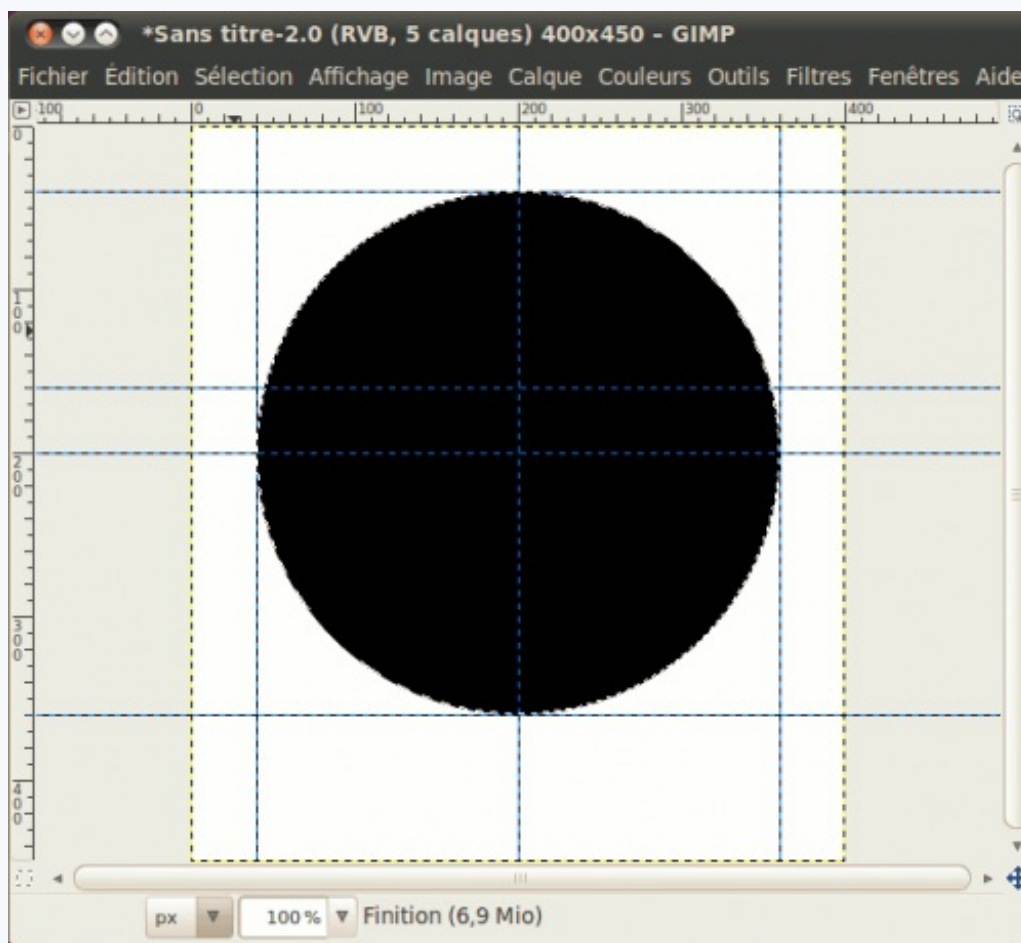 *Sans titre-2.0 (RVB, 5 calques) 400x450 – GIMP
Fichier Édition Sélection Affichage Image Calque Couleurs Outils Filtres Fenêtres Aide
100 0 100 200 300 400
0
100
200
300
400
px 100 % Finition (6,9 Mio)